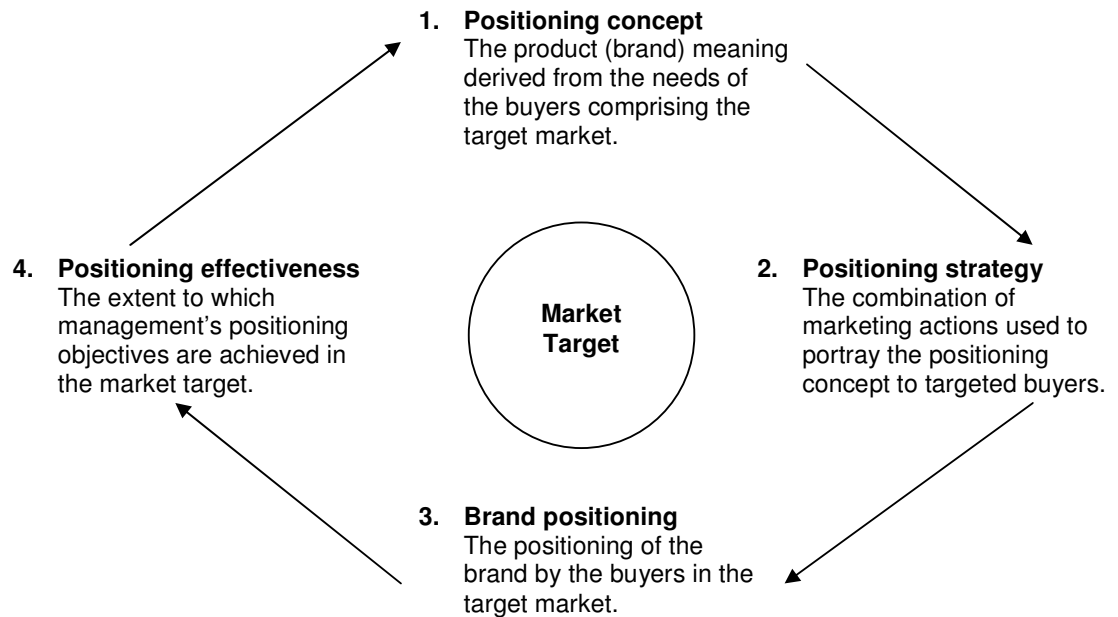 1. Positioning concept
The product (brand) meaning
derived from the needs of
the buyers comprising the
target market.
2. Positioning strategy
The combination of
marketing actions used to
portray the positioning
concept to targeted buyers.
3. Brand positioning
The positioning of the
brand by the buyers in the
target market.
4. Positioning effectiveness
The extent to which
management’s positioning
objectives are achieved in
the market target.
Market
Target